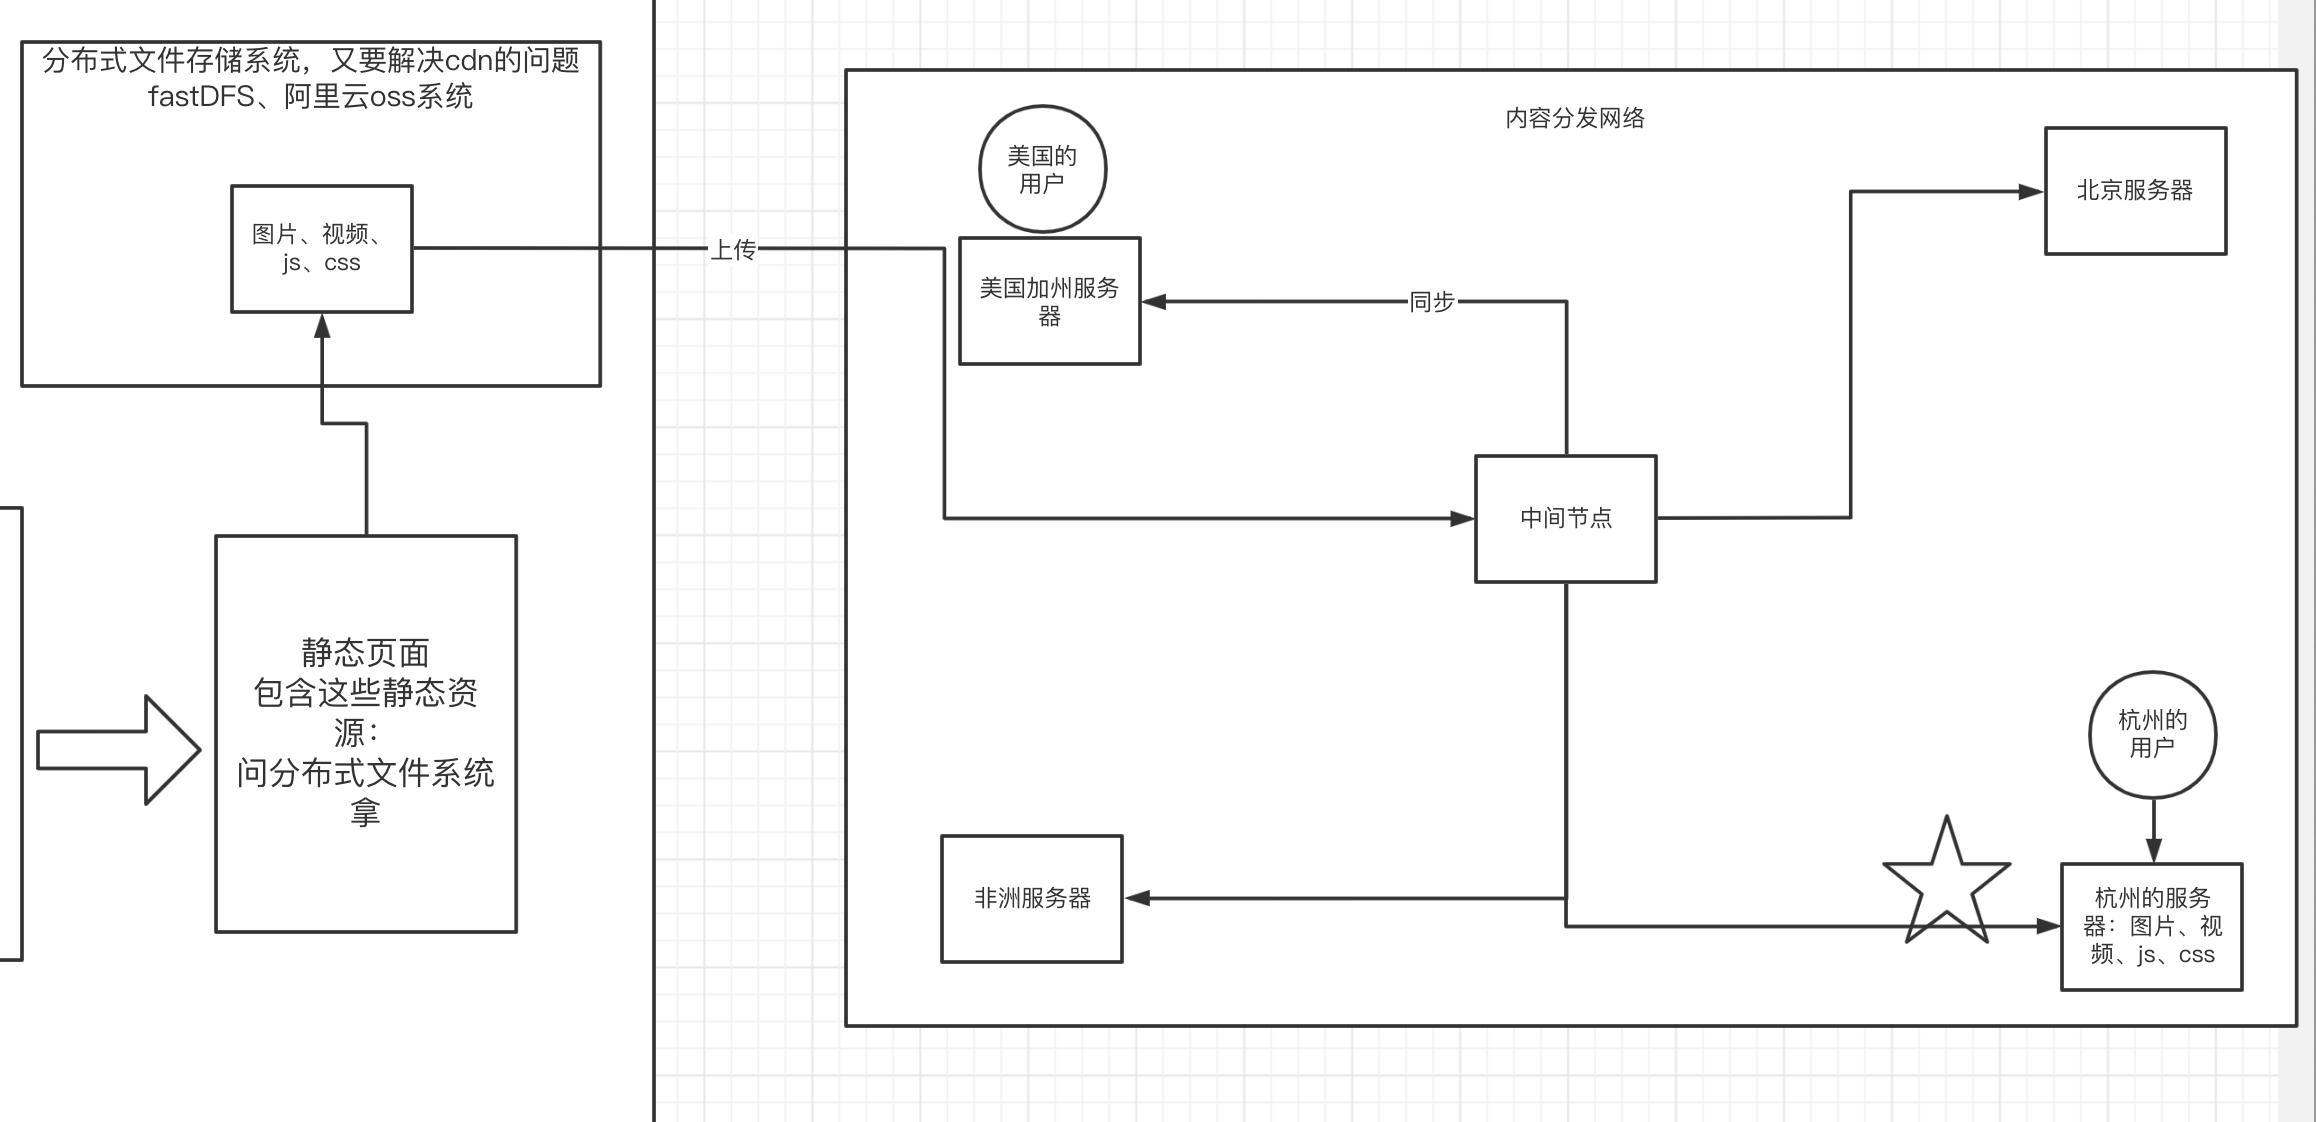 分布式文件存储系统，又要解决cdn的问题
fastDFS、阿里云oss系统
图片、视频、
js、css
静态页面
包含这些静态资
源：
问分布式文件系统
拿
上传
内容分发网络
美国的
用户
美国加州服务
器
同步
北京服务器
中间节点
非洲服务器
杭州的
用户
杭州的服务
器：图片、视
频、js、css